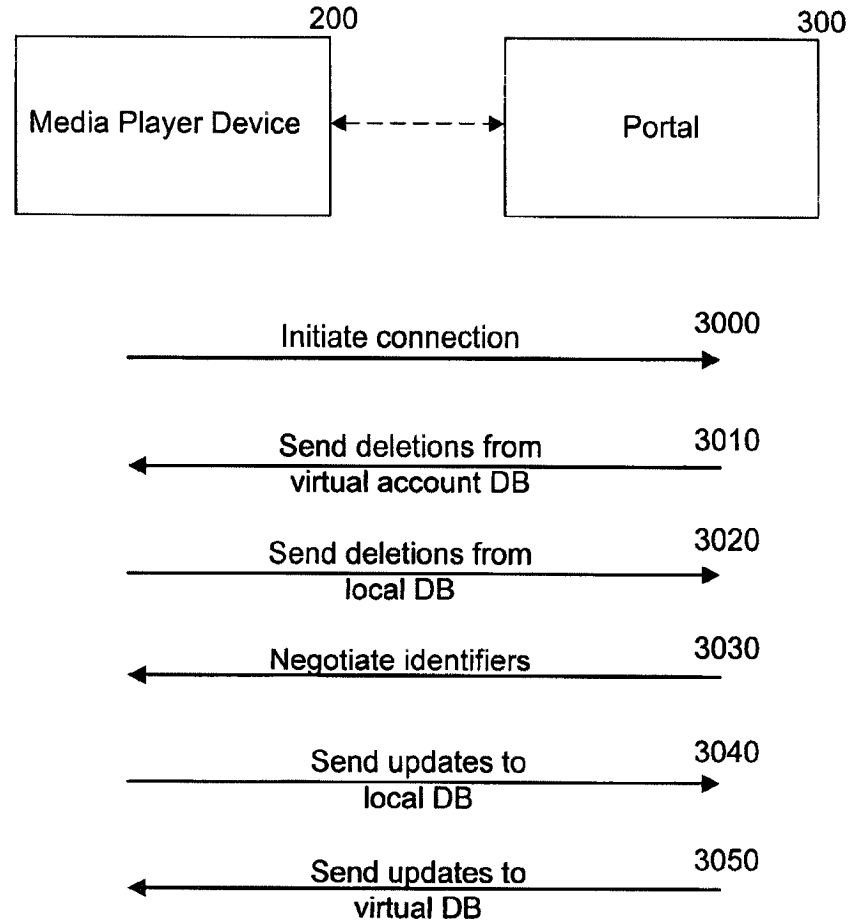 200
300
Media Player Device
Portal
Initiate connection
3000
Send deletions from
virtual account DB
3010
Send deletions from
local DB
3020
Negotiate identifiers
3030
Send updates to
local DB
3040
Send updates to
virtual DB
3050